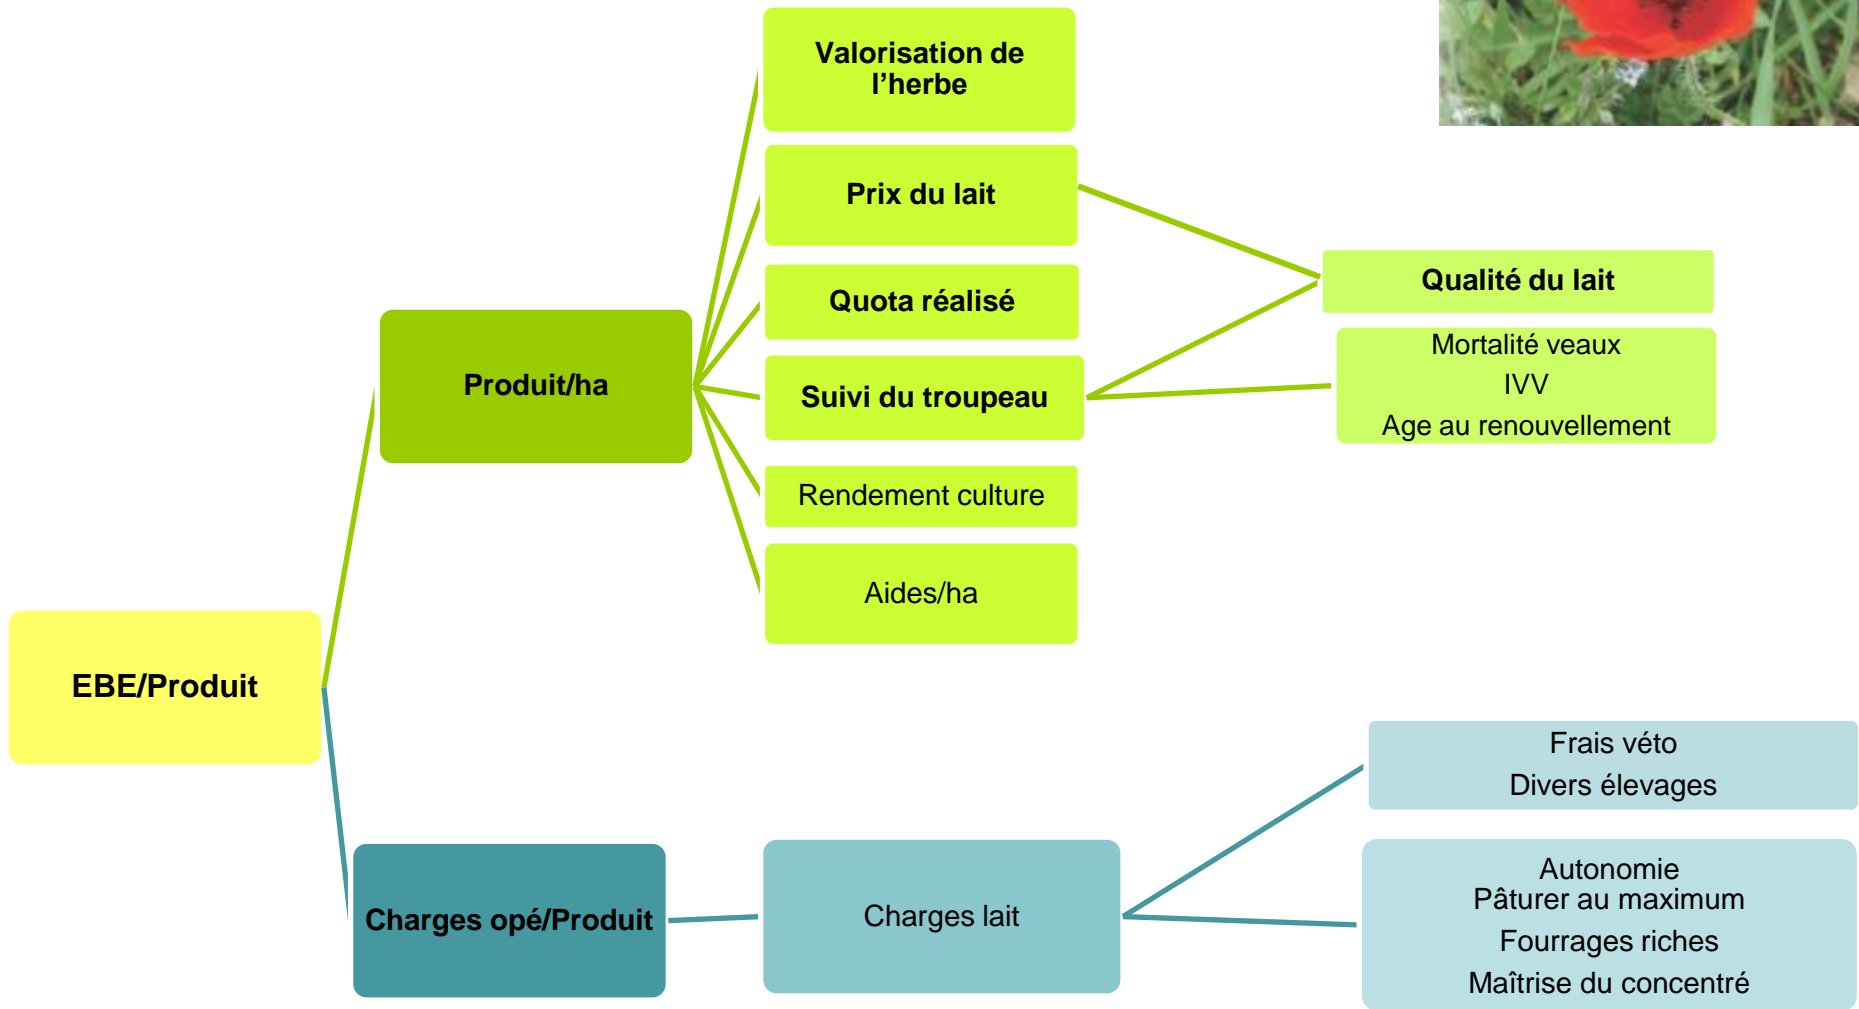 Valorisation de
l’herbe
Prix du lait
Quota réalisé
Qualité du lait
Mortalité veaux
IVV
Age au renouvellement
Produit/ha
Suivi du troupeau
Rendement culture
Aides/ha
EBE/Produit
Frais véto
Divers élevages
Charges opé/Produit
Charges lait
Autonomie
Pâturer au maximum
Fourrages riches
Maîtrise du concentré